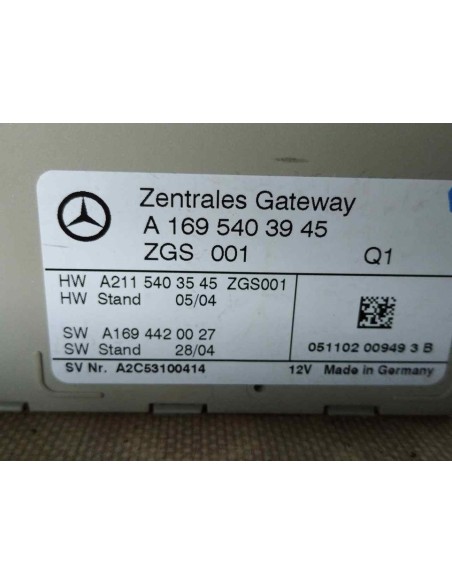 Zentrales Gateway
A 169 540 39 45
ZGS 001 Q1
HW A211 540 35 45 ZGS001
HW Stand 05/04
SW A169 442 00 27
SW Stand 28/04
051102 00949 3 B
SV Nr. A2C53100414 12V Made in Germany